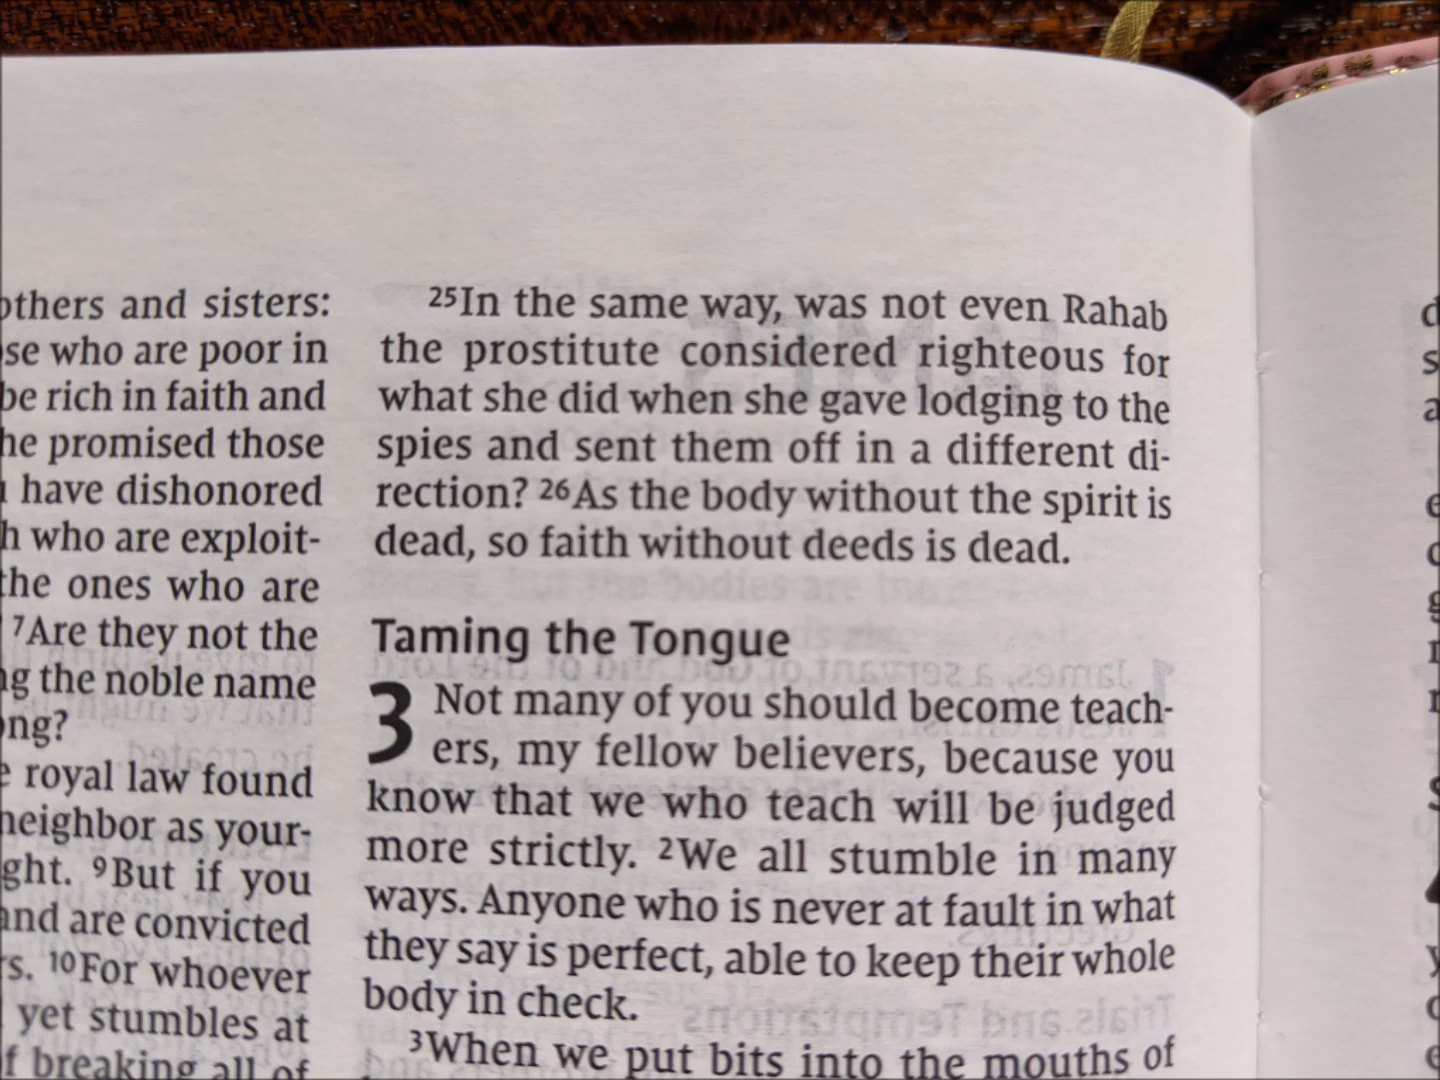 and sisters:
who are poor in
rich in faith and
promised those
have dishonored
who are exploit-
the ones who are
7Are they not the
the noble name
royal law found
neighbor as your-
9But if you
and are convicted
10For whoever
yet stumbles at
breaking all of
25In the same way, was not even Rahab
the prostitute considered righteous for
what she did when she gave lodging to the
spies and sent them off in a different di-
rection? 26As the body without the spirit is
dead, so faith without deeds is dead.
Taming the Tongue
3 Not many of you should become teach-
ers, my fellow believers, because you
know that we who teach will be judged
more strictly. 2We all stumble in many
ways. Anyone who is never at fault in what
they say is perfect, able to keep their whole
body in check.
3When we put bits into the mouths of